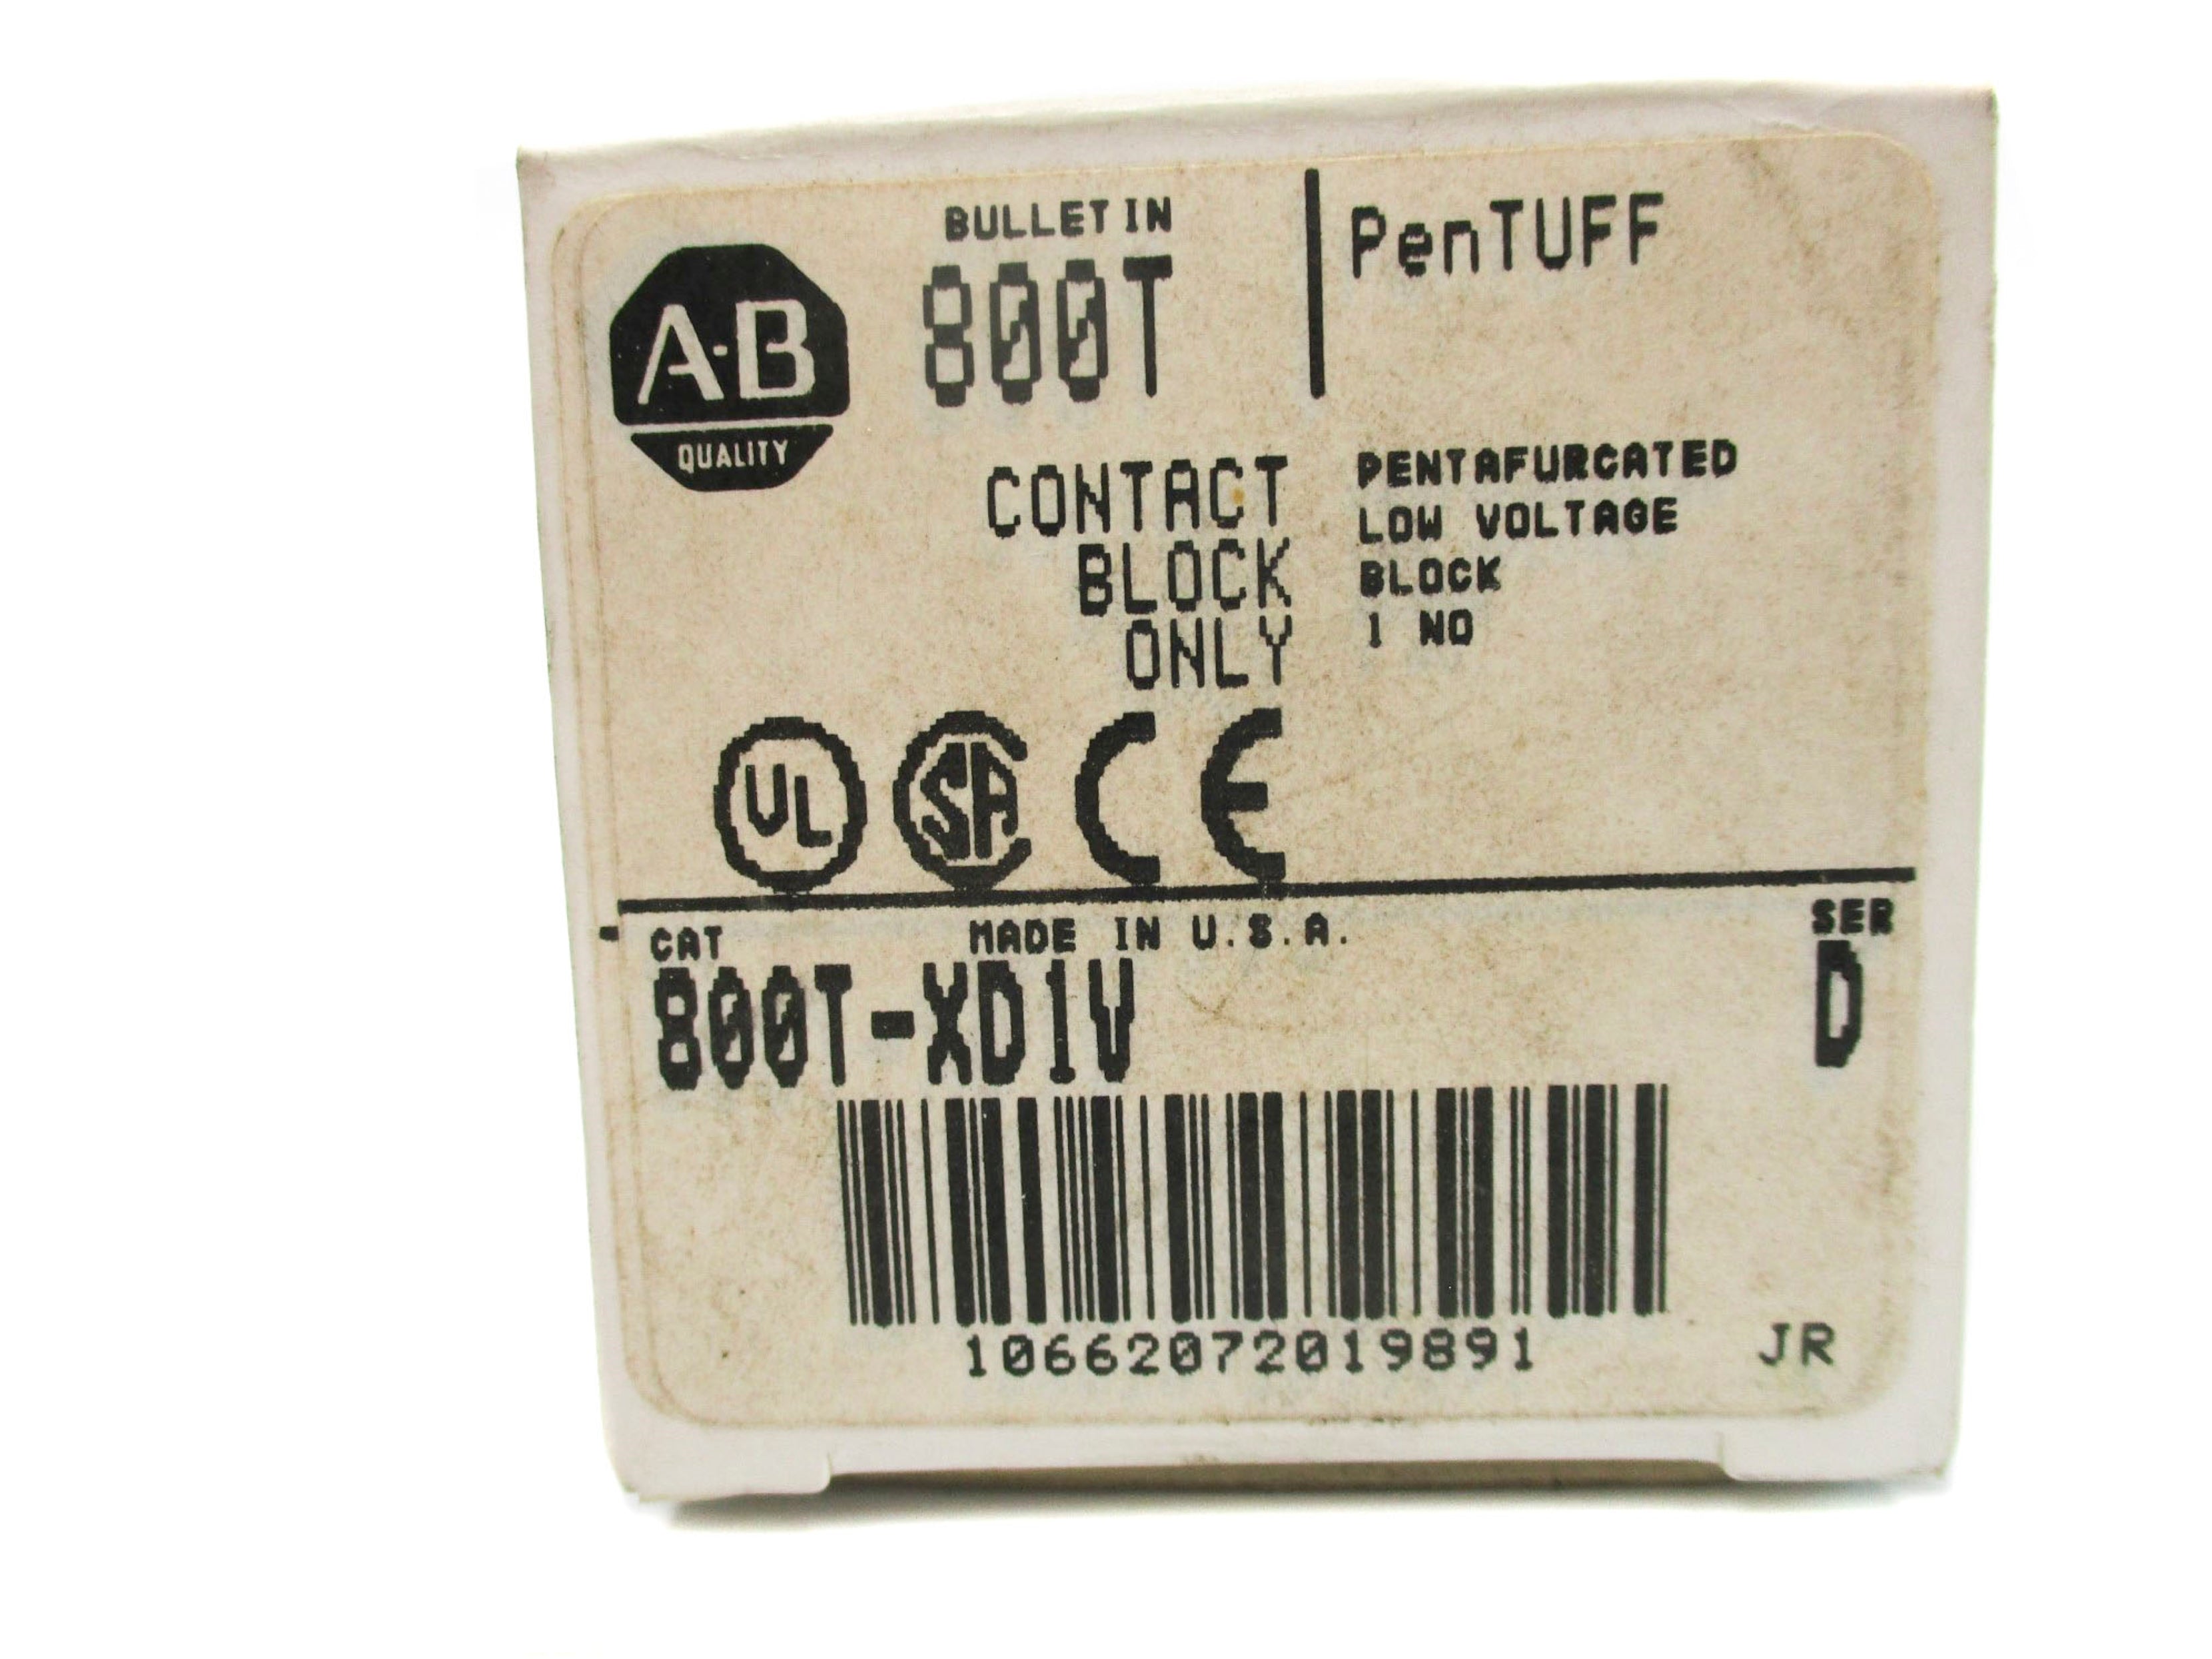 BULLETIN
800T
PenTUFF
A-B
QUALITY
CONTACT
BLOCK
ONLY
PENTAFURCATED
LOW VOLTAGE
BLOCK
1 NO
UL
SA
CE
CAT
MADE IN U.S.A.
SER
800T-XD1V
D
10662072019891
JR